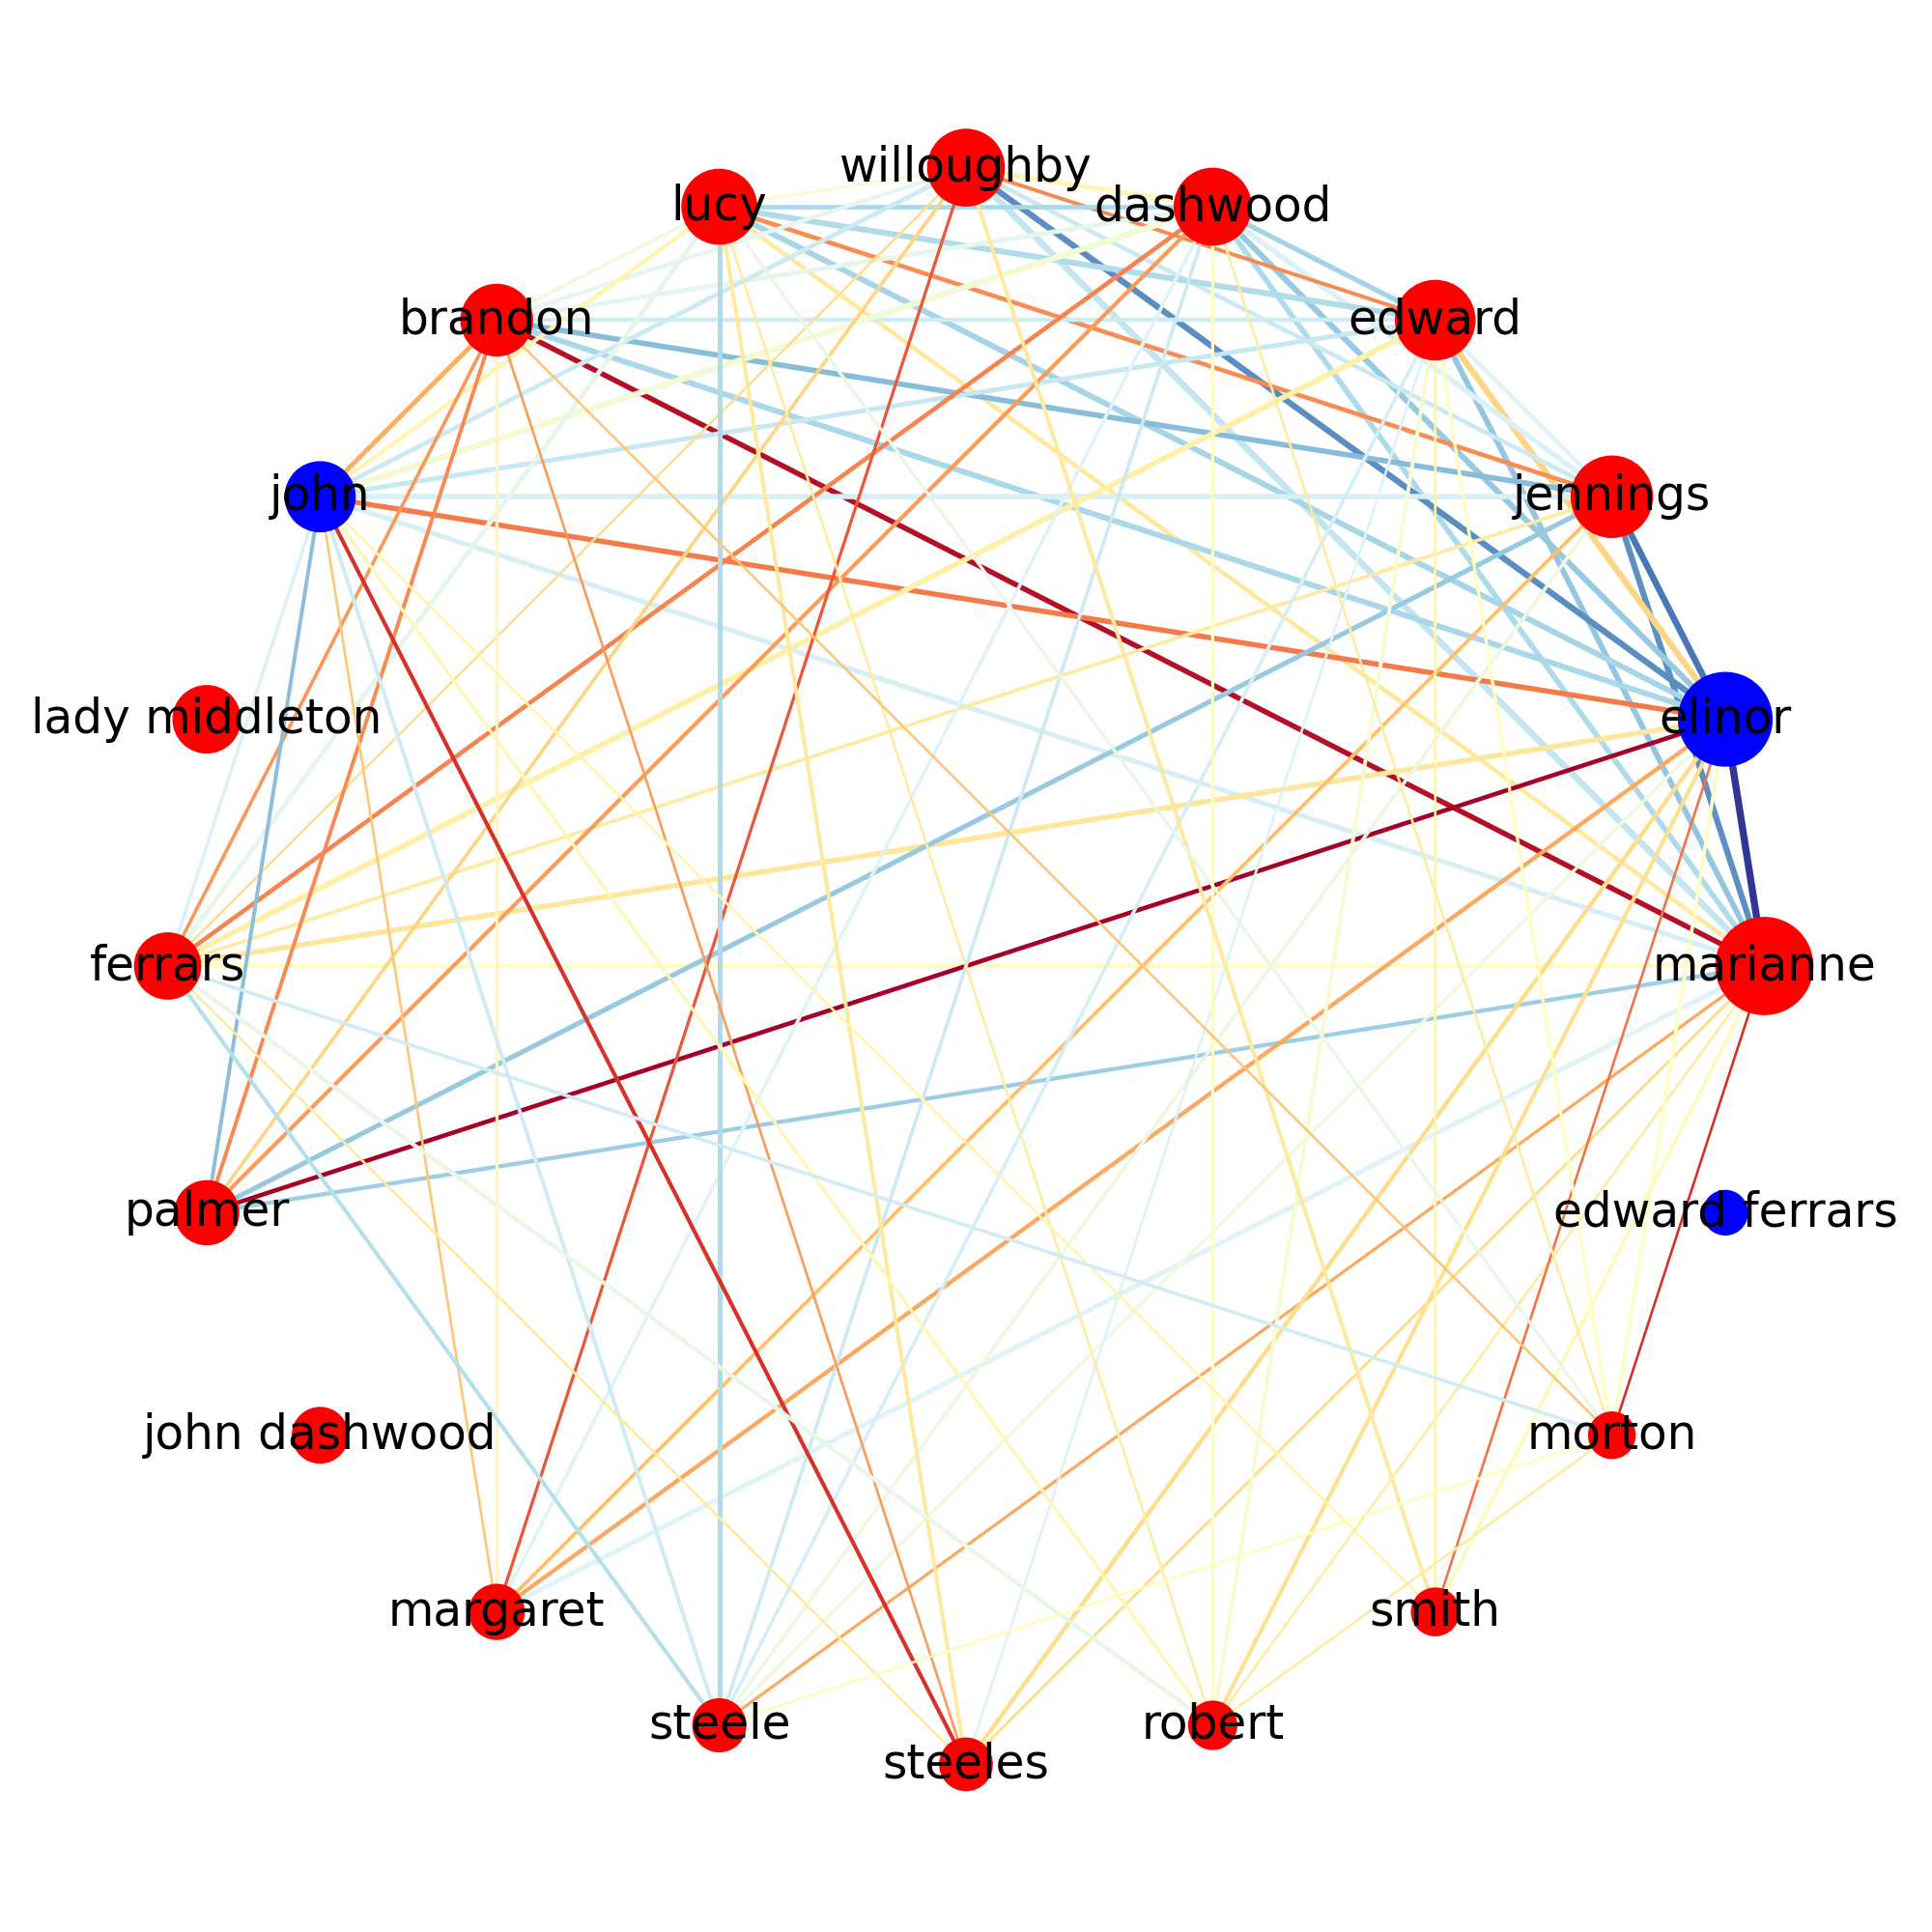 willoughby
lucy
dashwood
brandon
edward
john
jennings
lady middleton
elinor
ferrars
marianne
palmer
edward ferrars
john dashwood
morton
margaret
smith
steele
robert
steeles